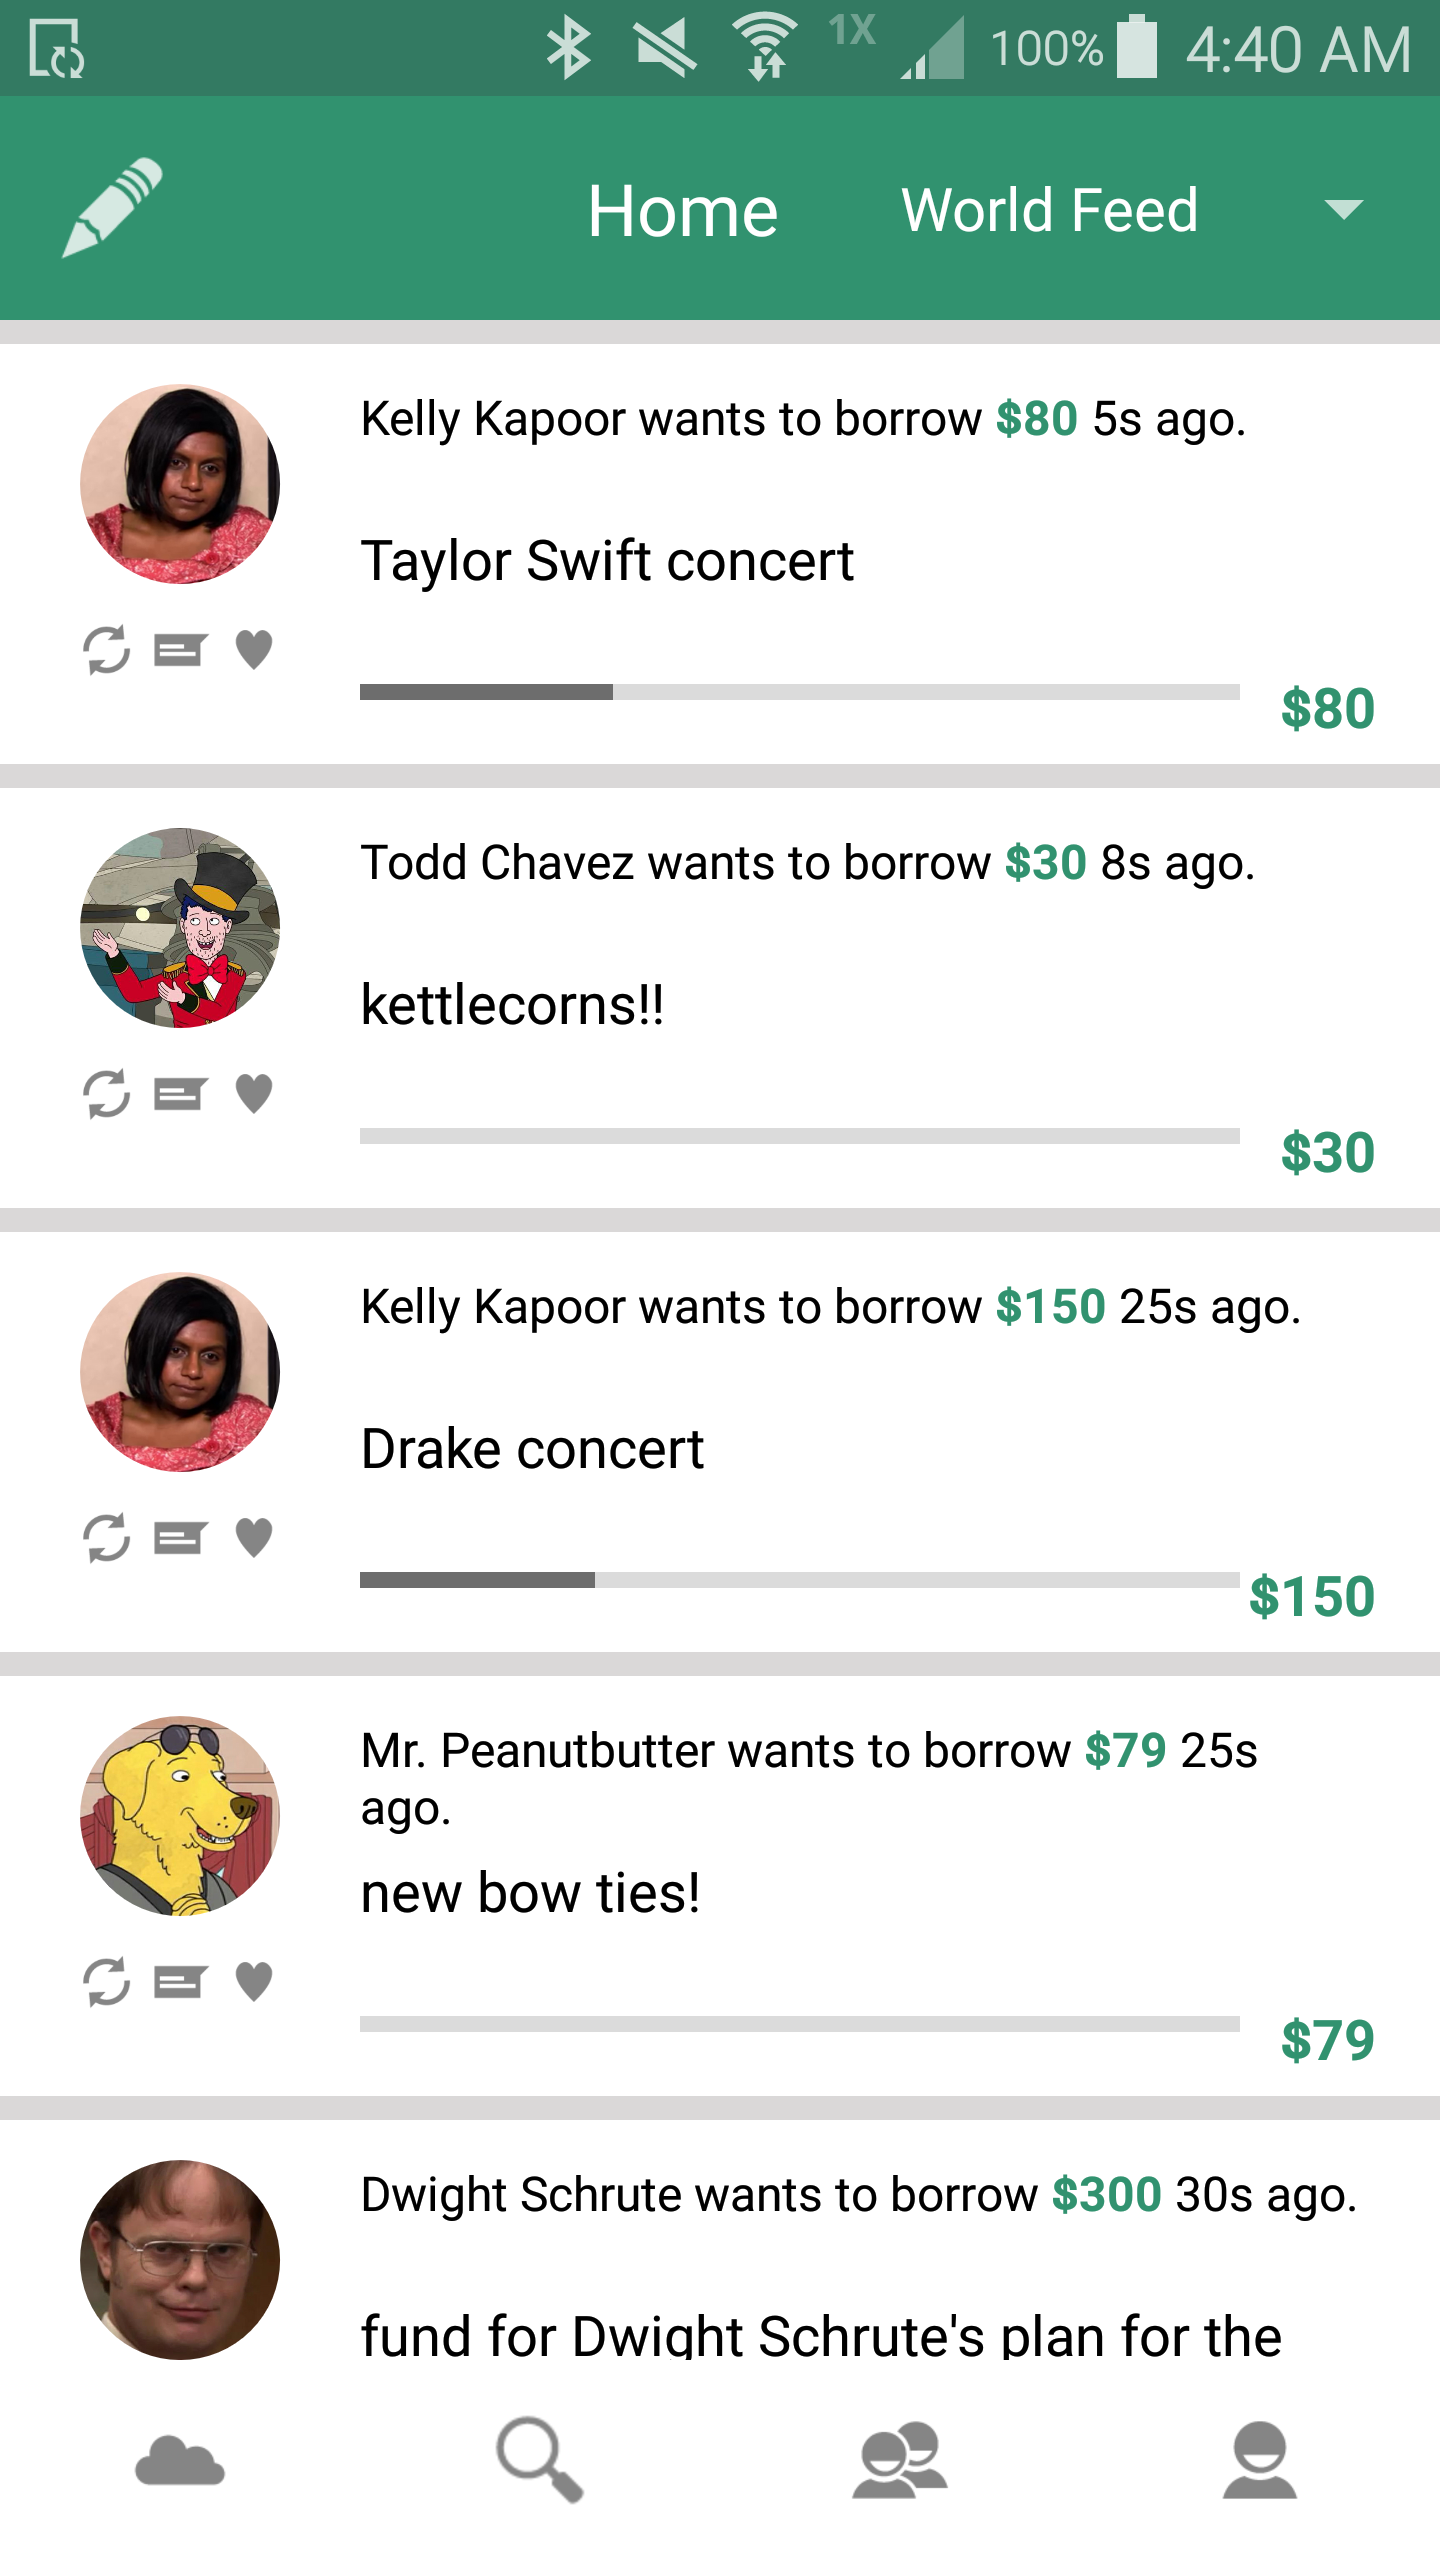 1X 100% 4:40 AM
Home World Feed
Kelly Kapoor wants to borrow $80 5s ago.
Taylor Swift concert
$80
Todd Chavez wants to borrow $30 8s ago.
kettlecorns!!
$30
Kelly Kapoor wants to borrow $150 25s ago.
Drake concert
$150
Mr. Peanutbutter wants to borrow $79 25s
ago.
new bow ties!
$79
Dwight Schrute wants to borrow $300 30s ago.
fund for Dwight Schrute's plan for the